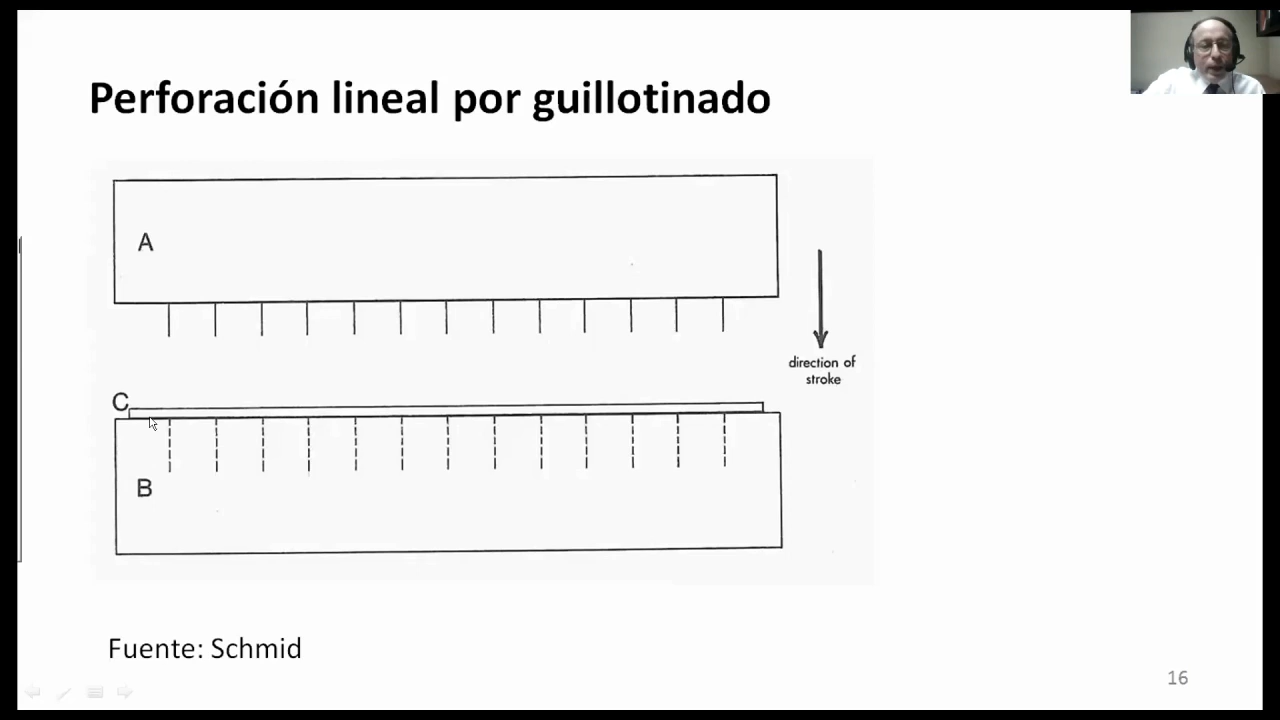 Perforación lineal por guillotinado
A
direction of
stroke
C
B
Fuente: Schmid
16